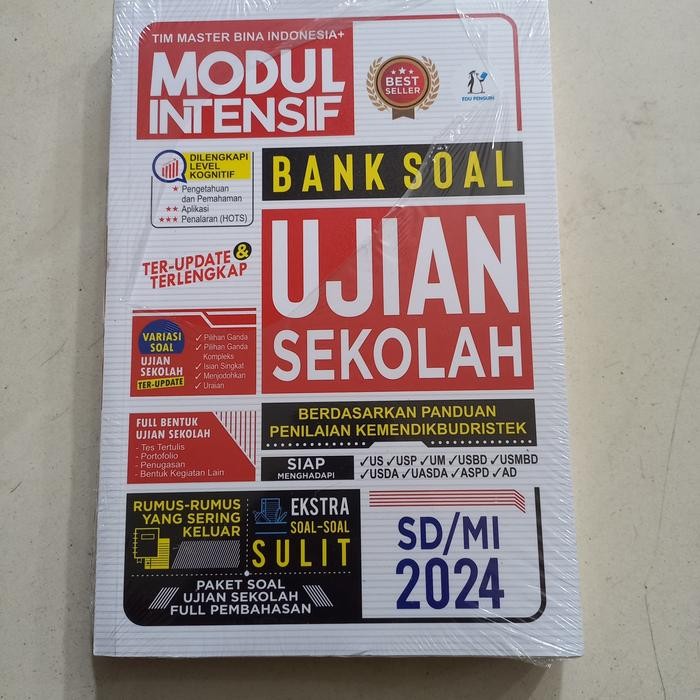 TIM MASTER BINA INDONESIA+
MODUL
INTENSIF
BEST
SELLER
EDU PENGUIN
DILENGKAPI
LEVEL
KOGNITIF
★ Pengetahuan
dan Pemahaman
★★ Aplikasi
★★★ Penalaran (HOTS)
BANK SOAL
TER-UPDATE &
TERLENGKAP
UJIAN
SEKOLAH
VARIASI
SOAL
UJIAN
SEKOLAH
TER-UPDATE
✓ Pilihan Ganda
✓ Pilihan Ganda
Kompleks
✓ Isian Singkat
✓ Menjodohkan
✓ Uraian
FULL BENTUK
UJIAN SEKOLAH
- Tes Tertulis
- Portofolio
- Penugasan
- Bentuk Kegiatan Lain
BERDASARKAN PANDUAN
PENILAIAN KEMENDIKBUDRISTEK
SIAP
MENGHADAPI
✓US ✓USP ✓UM ✓USBD ✓USMBD
✓USDA ✓UASDA ✓ASPD ✓AD
RUMUS-RUMUS
YANG SERING
KELUAR
EKSTRA
SOAL-SOAL
SULIT
PAKET SOAL
UJIAN SEKOLAH
FULL PEMBAHASAN
SD/MI
2024